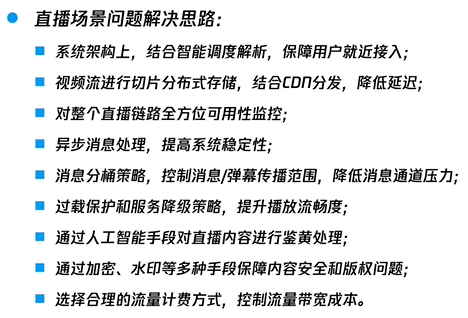 直播场景问题解决思路：
系统架构上，结合智能调度解析，保障用户就近接入；
视频流进行切片分布式存储，结合CDN分发，降低延迟；
对整个直播链路全方位可用性监控；
异步消息处理，提高系统稳定性；
消息分桶策略，控制消息/弹幕传播范围，降低消息通道压力；
过载保护和服务降级策略，提升播放流畅度；
通过人工智能手段对直播内容进行鉴黄处理；
通过加密、水印等多种手段保障内容安全和版权问题；
选择合理的流量计费方式，控制流量带宽成本。